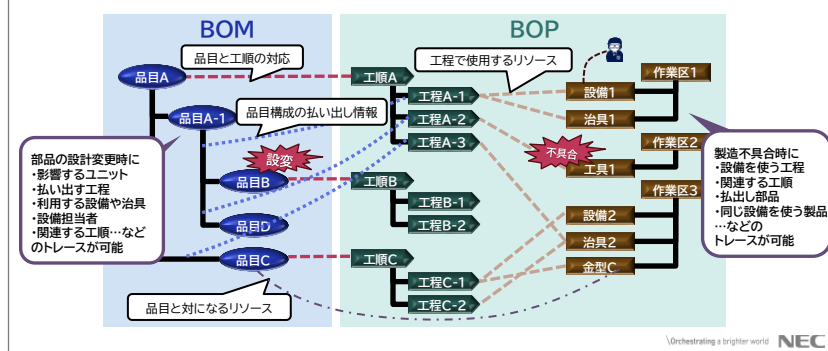 BOM
BOP
品目と工順の対応
工程で使用するリソース
品目A
工順A
作業区1
品目A-1
品目構成の払い出し情報
工程A-1
工程A-2
工程A-3
設備1
治具1
部品の設計変更時に
・影響するユニット
・払い出す工程
・利用する設備や治具
・設備担当者
・関連する工順…など
のトレースが可能
設変
不具合
作業区2
工具1
製造不具合時に
・設備を使う工程
・関連する工順
・払出し部品
・同じ設備を使う製品
…などの
トレースが可能
品目B
工順B
作業区3
工程B-1
工程B-2
設備2
品目D
治具2
品目C
工順C
金型C
工程C-1
工程C-2
品目と対になるリソース
\Orchestrating a brighter world
NEC